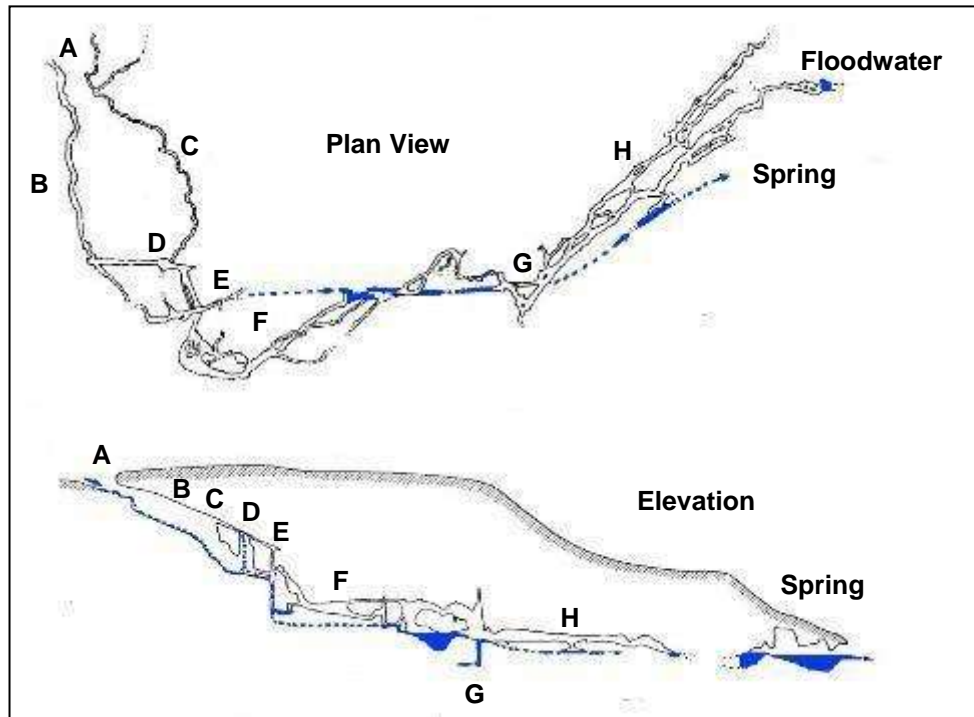 A
Floodwater
C
Plan View
H
B
Spring
D
E
G
F
A
B
Elevation
C
D
E
F
Spring
H
G